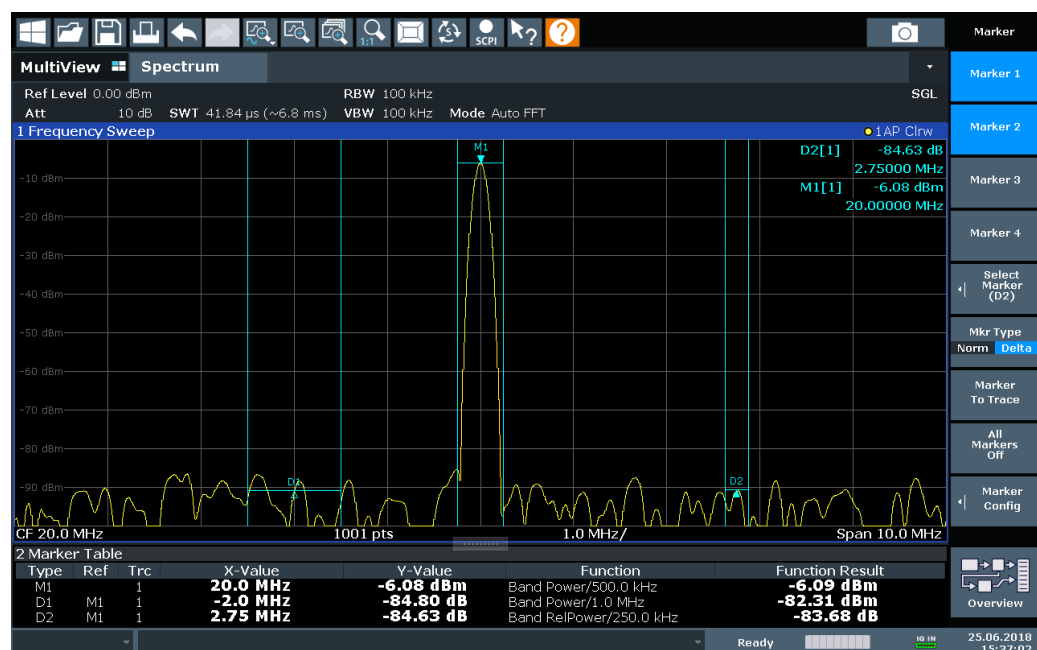 1:1
SCPI
?
?
Marker
MultiView Spectrum
Marker 1
Ref Level 0.00 dBm RBW 100 kHz SGL
Att 10 dB SWT 41.84 µs (~6.8 ms) VBW 100 kHz Mode Auto FFT
1 Frequency Sweep 1AP Clrw
Marker 2
M1
D2[1] -84.63 dB
2.75000 MHz
M1[1] -6.08 dBm
20.00000 MHz
-10 dBm
-20 dBm
-30 dBm
-40 dBm
-50 dBm
-60 dBm
-70 dBm
-80 dBm
-90 dBm
D1
D2
CF 20.0 MHz 1001 pts 1.0 MHz/ Span 10.0 MHz
Marker 3
Marker 4
Select
Marker
(D2)
Mkr Type
Norm Delta
Marker
To Trace
All
Markers
Off
Marker
Config
2 Marker Table
Type Ref Trc X-Value Y-Value Function Function Result
M1 1 20.0 MHz -6.08 dBm Band Power/500.0 kHz -6.09 dBm
D1 M1 1 -2.0 MHz -84.80 dB Band Power/1.0 MHz -82.31 dBm
D2 M1 1 2.75 MHz -84.63 dB Band RelPower/250.0 kHz -83.68 dB
Overview
Ready IQ IN
25.06.2018
15:37:02